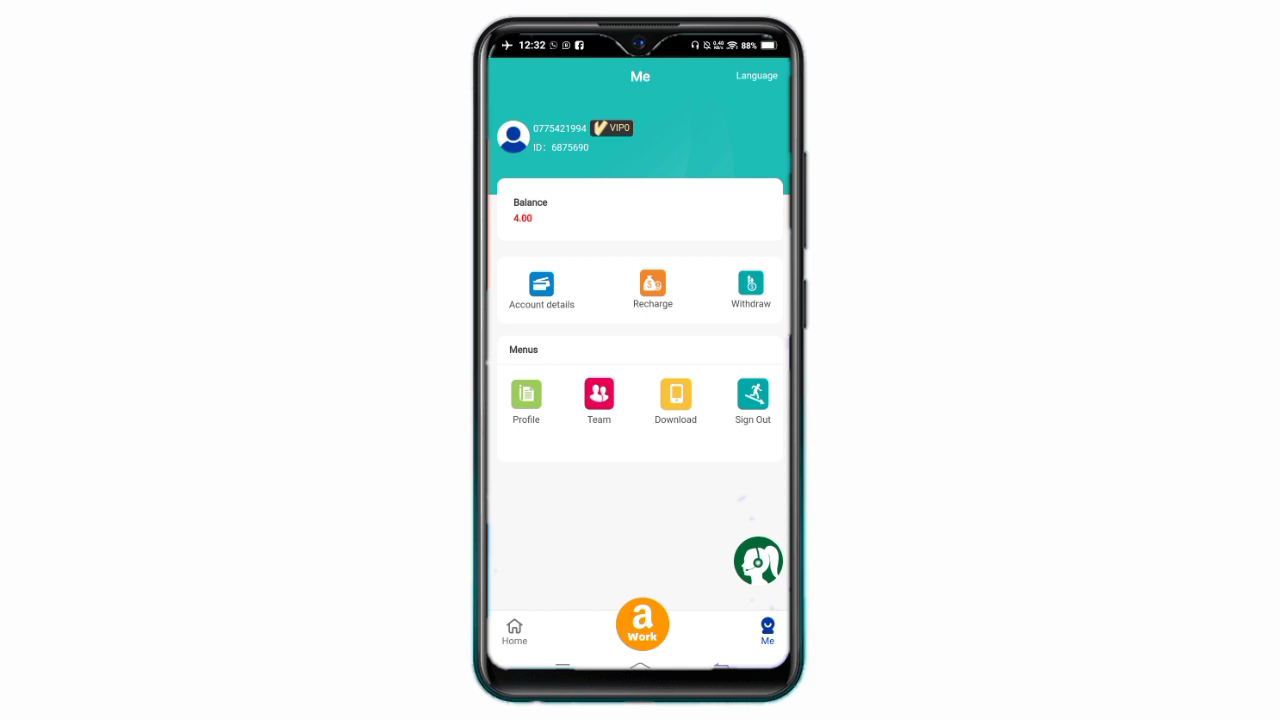 12:32
88%
Me
Language
0775421994
VIP0
ID: 6875690
Balance
4.00
Account details
Recharge
Withdraw
Menus
Profile
Team
Download
Sign Out
Home
a
Work
Me